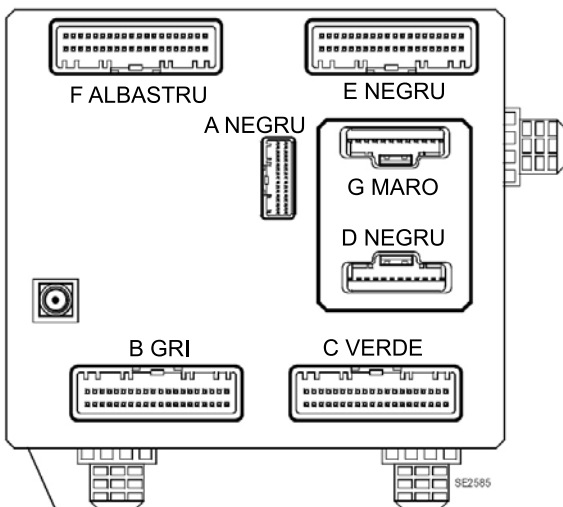 F ALBASTRU
E NEGRU
A NEGRU
G MARO
D NEGRU
B GRI
C VERDE
SE2585